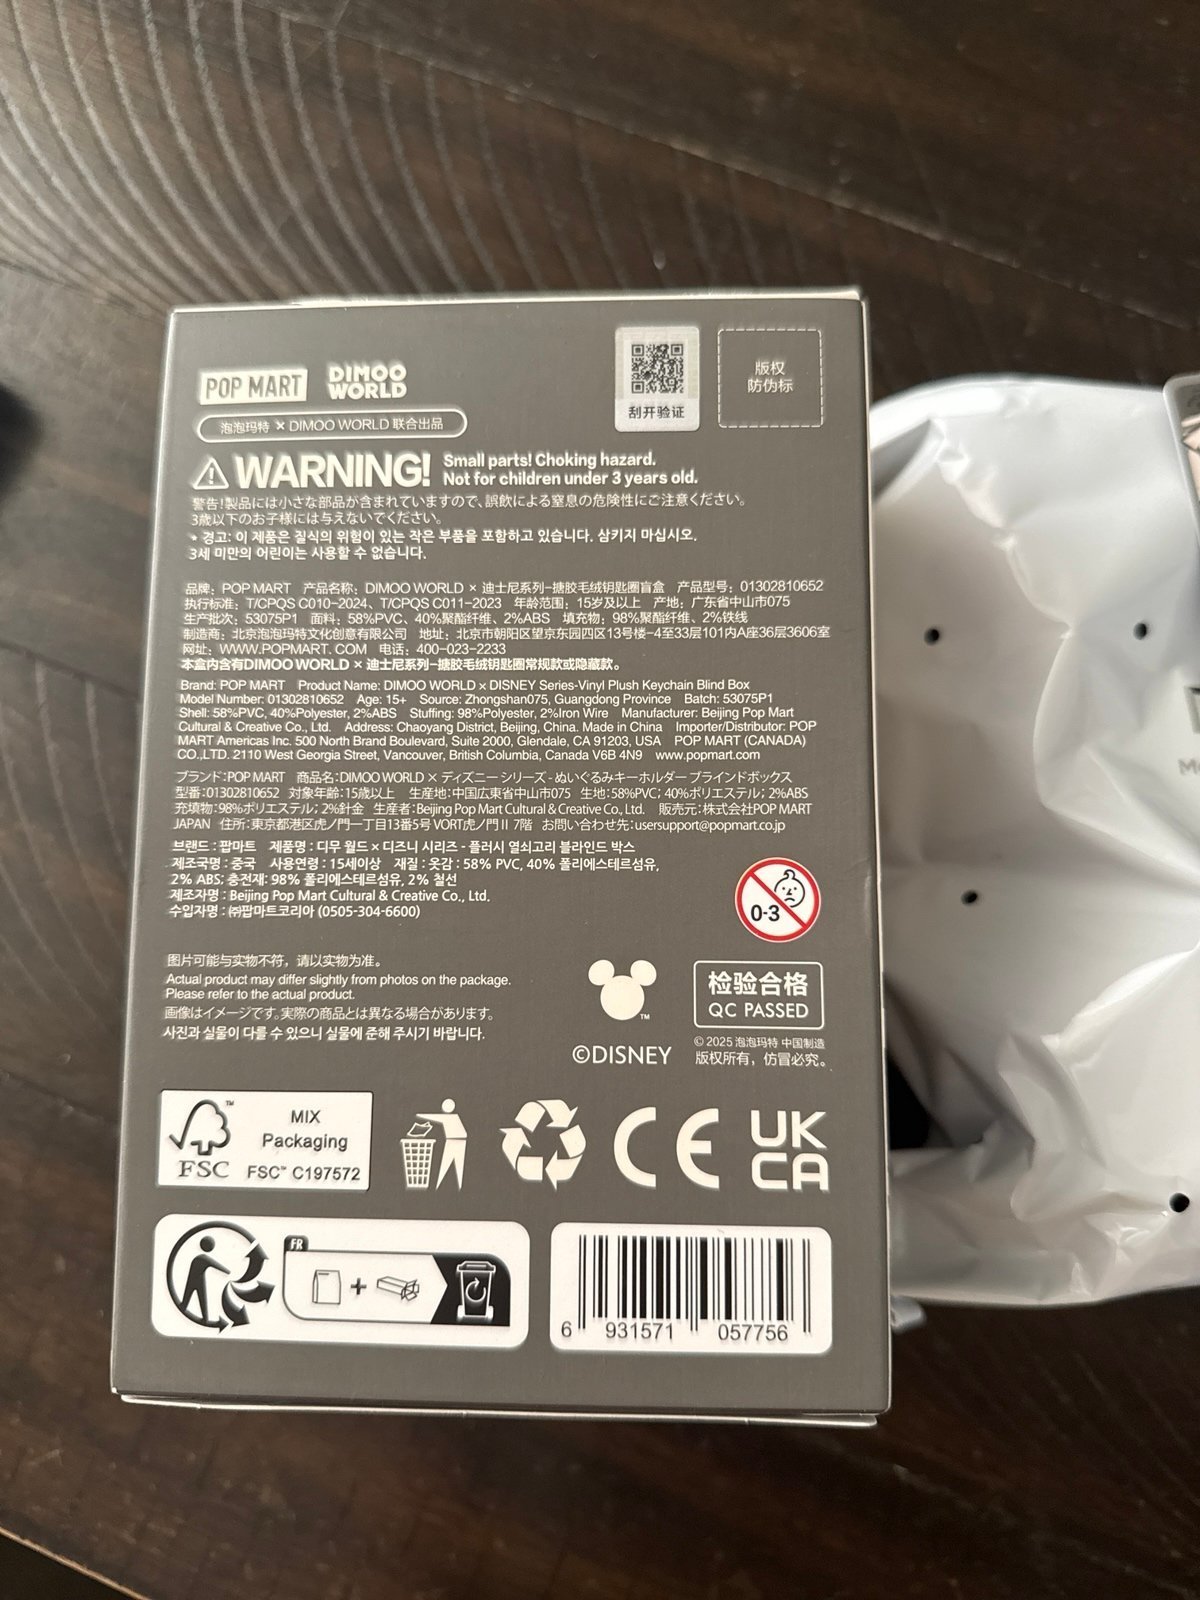 POP MART
DIMOO
WORLD
泡泡玛特 × DIMOO WORLD 联合出品
刮开验证
版权
防伪标
WARNING! Small parts! Choking hazard.
Not for children under 3 years old.
警告!製品には小さな部品が含まれていますので、誤飲による窒息の危険性にご注意ください。
3歳以下のお子様には与えないでください。
* 경고: 이 제품은 질식의 위험이 있는 작은 부품을 포함하고 있습니다. 삼키지 마십시오.
3세 미만의 어린이는 사용할 수 없습니다.
品牌: POP MART 产品名称: DIMOO WORLD × 迪士尼系列-搪胶毛绒钥匙圈盲盒 产品型号: 01302810652
执行标准: T/CPQS C010-2024、T/CPQS C011-2023 年龄范围: 15岁及以上 产地: 广东省中山市075
生产批次: 53075P1 面料: 58%PVC、40%聚酯纤维、2%ABS 填充物: 98%聚酯纤维、2%铁线
制造商: 北京泡泡玛特文化创意有限公司 地址: 北京市朝阳区望京东园四区13号楼-4至33层101内A座36层3606室
网址: WWW.POPMART. COM 电话: 400-023-2233
本盒内含有DIMOO WORLD × 迪士尼系列-搪胶毛绒钥匙圈常规款或隐藏款。
Brand: POP MART Product Name: DIMOO WORLD × DISNEY Series-Vinyl Plush Keychain Blind Box
Model Number: 01302810652 Age: 15+ Source: Zhongshan075, Guangdong Province Batch: 53075P1
Shell: 58%PVC, 40%Polyester, 2%ABS Stuffing: 98%Polyester, 2%Iron Wire Manufacturer: Beijing Pop Mart
Cultural & Creative Co., Ltd. Address: Chaoyang District, Beijing, China. Made in China Importer/Distributor: POP
MART Americas Inc. 500 North Brand Boulevard, Suite 2000, Glendale, CA 91203, USA POP MART (CANADA)
CO.,LTD. 2110 West Georgia Street, Vancouver, British Columbia, Canada V6B 4N9 www.popmart.com
ブランド:POP MART 商品名:DIMOO WORLD × ディズニー シリーズ - ぬいぐるみキーホルダー ブラインドボックス
型番:01302810652 対象年齢:15歳以上 生産地:中国広東省中山市075 生地:58%PVC; 40%ポリエステル; 2%ABS
充填物:98%ポリエステル; 2%針金 生産者:Beijing Pop Mart Cultural & Creative Co., Ltd. 販売元:株式会社POP MART
JAPAN 住所:東京都港区虎ノ門一丁目13番5号 VORT虎ノ門Ⅱ 7階 お問い合わせ先:usersupport@popmart.co.jp
브랜드 : 팝마트 제품명 : 디무 월드 × 디즈니 시리즈 - 플러시 열쇠고리 블라인드 박스
제조국명 : 중국 사용연령 : 15세이상 재질 : 옷감 : 58% PVC, 40% 폴리에스테르섬유,
2% ABS; 충전재: 98% 폴리에스테르섬유, 2% 철선
제조자명 : Beijing Pop Mart Cultural & Creative Co., Ltd.
수입자명 : ㈜팝마트코리아 (0505-304-6600)
0-3
图片可能与实物不符，请以实物为准。
Actual product may differ slightly from photos on the package.
Please refer to the actual product.
画像はイメージです。実際の商品とは異なる場合があります。
사진과 실물이 다를 수 있으니 실물에 준해 주시기 바랍니다.
TM
©DISNEY
检验合格
QC PASSED
© 2025 泡泡玛特 中国制造
版权所有，仿冒必究。
TM
FSC
MIX
Packaging
FSC™ C197572
CE
UK
CA
FR
6 931571 057756